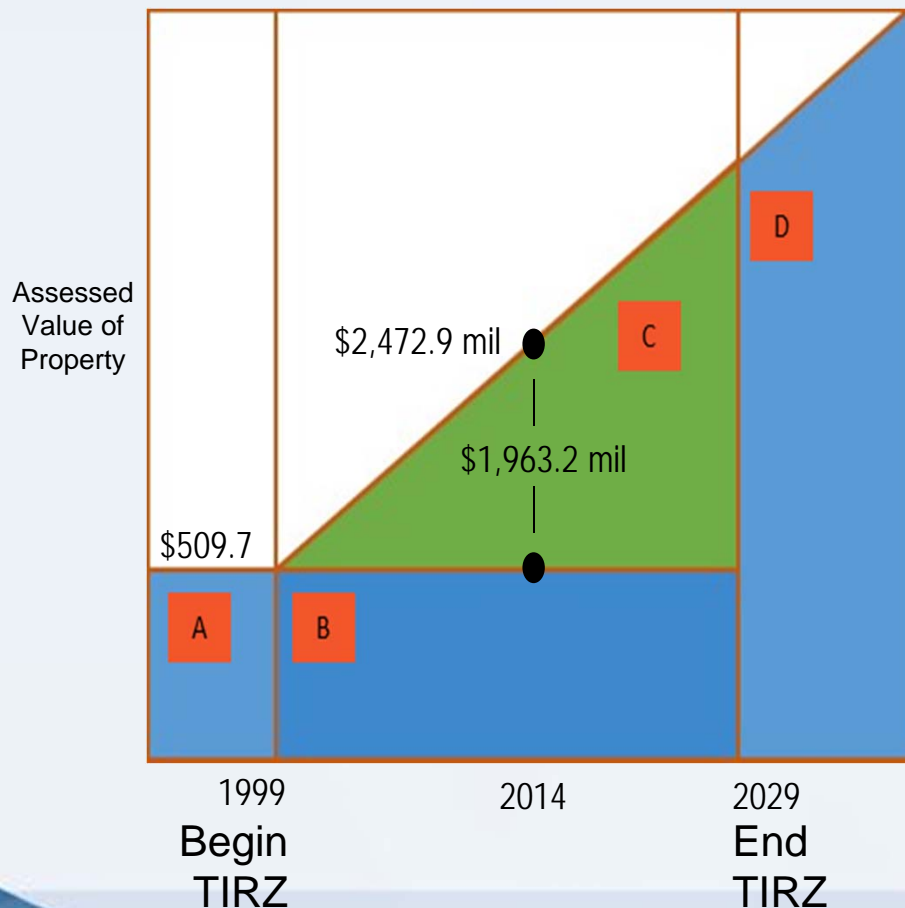 Assessed
Value of
Property
D
C
$2,472.9 mil
$1,963.2 mil
$509.7
A
B
1999
2014
2029
Begin
TIRZ
End
TIRZ